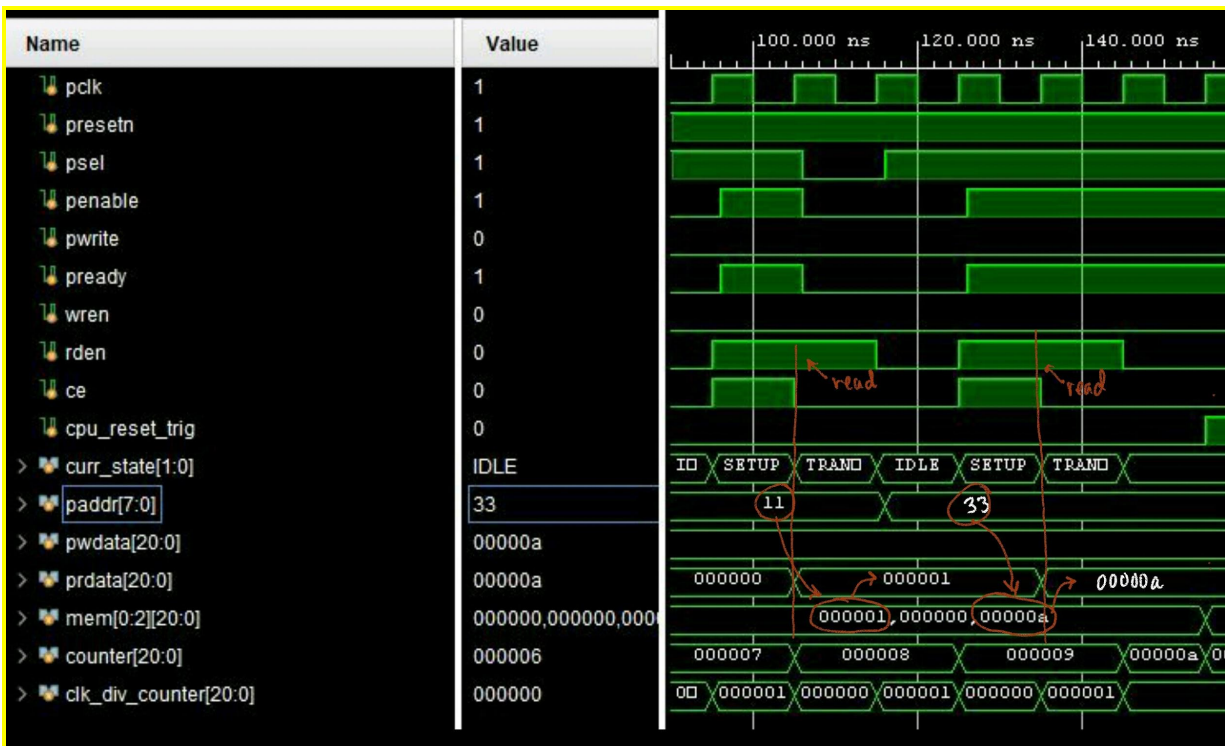 Name Value
100.000 ns 120.000 ns 140.000 ns
pclk 1
presetn 1
psel 1
penable 1
pwrite 0
pready 1
wren 0
rden 0
read read
ce 0
cpu_reset_trig 0
> curr_state[1:0] IDLE SETUP TRAN IDLE SETUP TRAN
> paddr[7:0] 33 11 33
> pwdata[20:0] 00000a
> prdata[20:0] 00000a 000000 000001 00000a
> mem[0:2][20:0] 000000,000000,000 000001,000000,00000a
> counter[20:0] 000006 000007 000008 000009 00000a
> clk_div_counter[20:0] 000000 000001 000000 000001 000000 000001